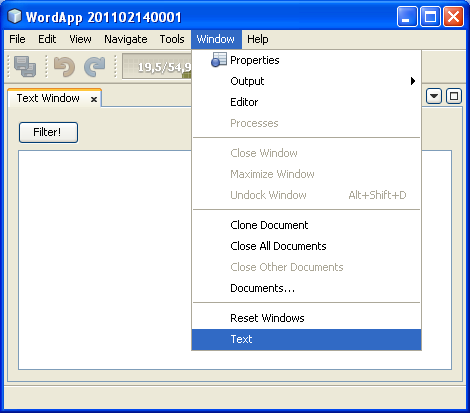 WordApp 201102140001
File Edit View Navigate Tools Window Help
19,5/54,9
Properties
Text Window
Output
Editor
Filter!
Processes
Close Window
Maximize Window
Undock Window Alt+Shift+D
Clone Document
Close All Documents
Close Other Documents
Documents...
Reset Windows
Text